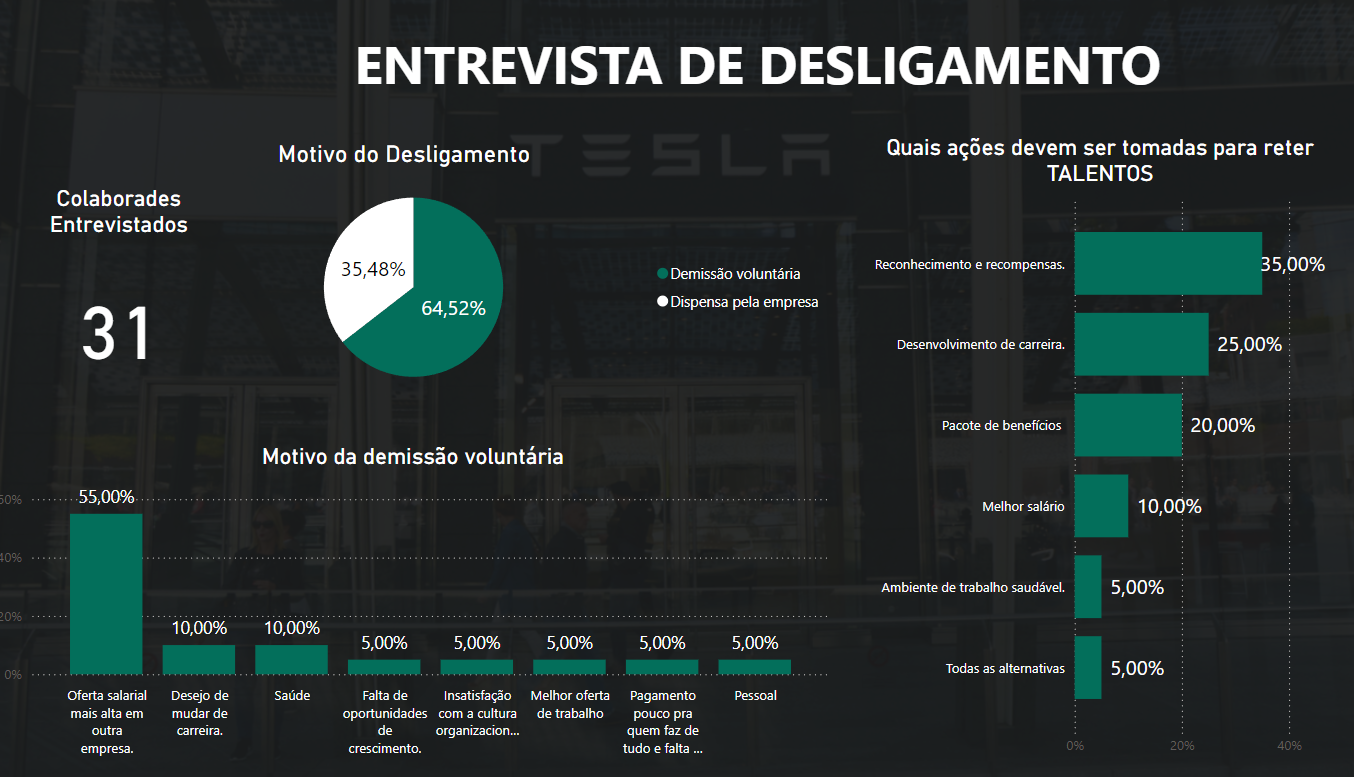 ENTREVISTA DE DESLIGAMENTO
TESLA
Colaborades
Entrevistados
31
Motivo do Desligamento
35,48%
64,52%
Demissão voluntária
Dispensa pela empresa
Motivo da demissão voluntária
60%
40%
20%
0%
55,00%
10,00%
10,00%
5,00%
5,00%
5,00%
5,00%
5,00%
Oferta salarial
mais alta em
outra
empresa.
Desejo de
mudar de
carreira.
Saúde
Falta de
oportunidades
de
crescimento.
Insatisfação
com a cultura
organizacion...
Melhor oferta
de trabalho
Pagamento
pouco pra
quem faz de
tudo e falta ...
Pessoal
Quais ações devem ser tomadas para reter
TALENTOS
Reconhecimento e recompensas.
35,00%
Desenvolvimento de carreira.
25,00%
Pacote de benefícios
20,00%
Melhor salário
10,00%
Ambiente de trabalho saudável.
5,00%
Todas as alternativas
5,00%
0%
20%
40%